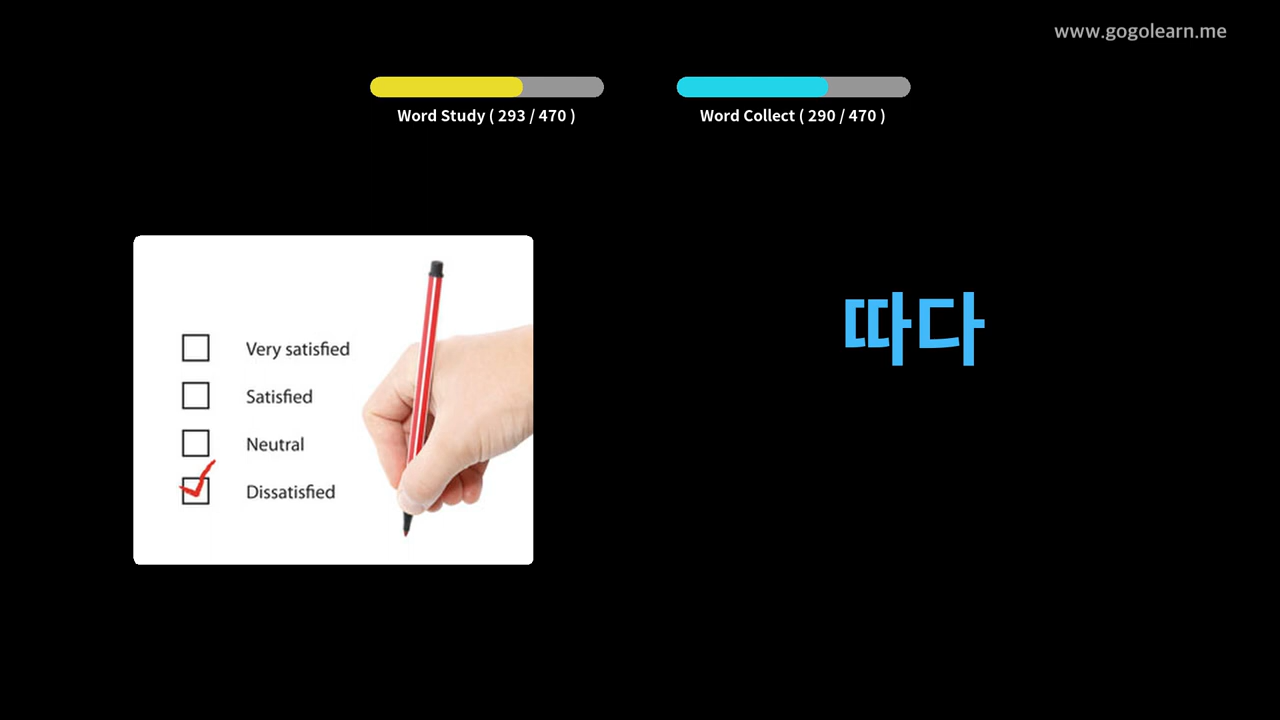 www.gogolearn.me
Word Study ( 293 / 470 )
Word Collect ( 290 / 470 )
Very satisfied
Satisfied
Neutral
Dissatisfied
따다